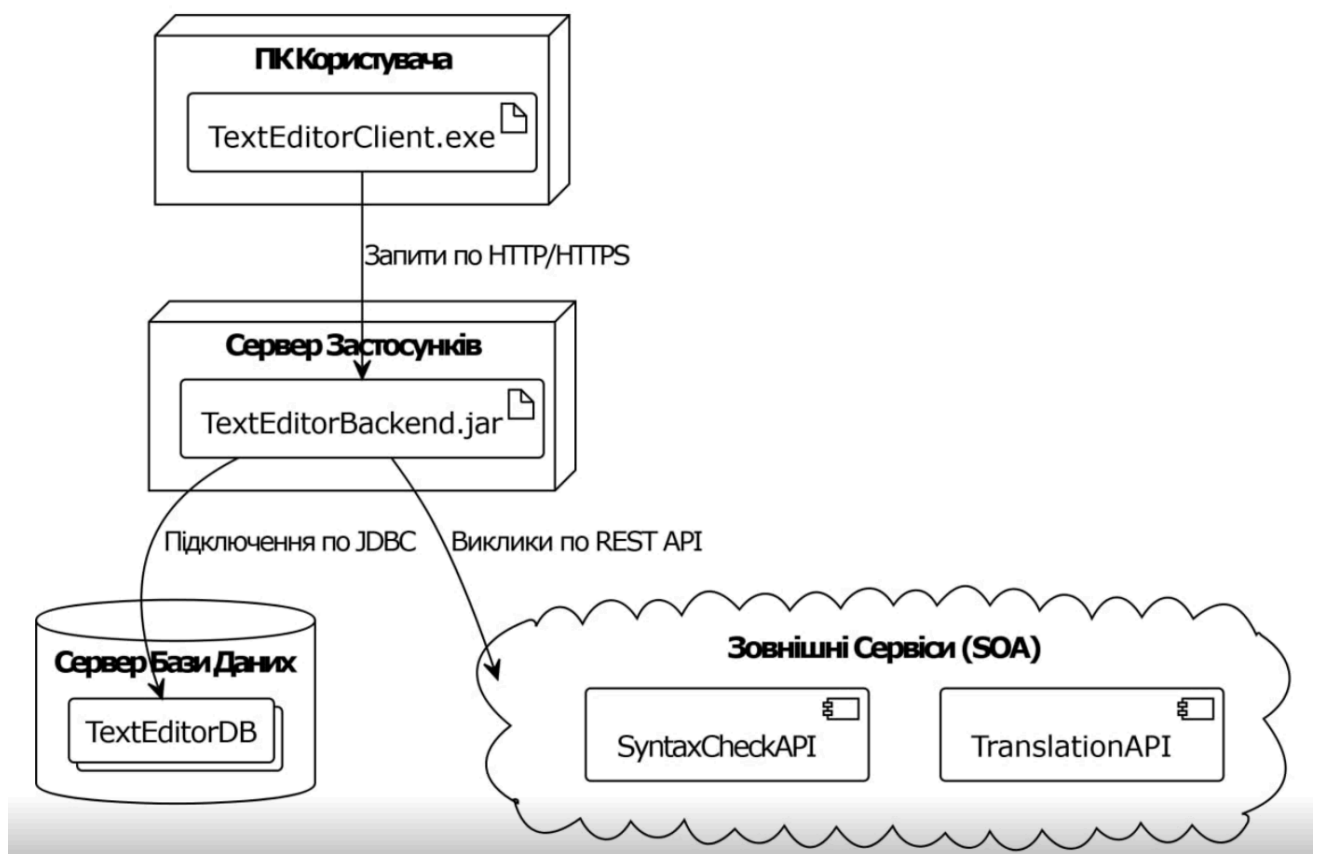 ПК Користувача
TextEditorClient.exe
Запити по HTTP/HTTPS
Сервер Застосунків
TextEditorBackend.jar
Підключення по JDBC
Виклики по REST API
Сервер Бази Даних
TextEditorDB
Зовнішні Сервіси (SOA)
SyntaxCheckAPI
TranslationAPI